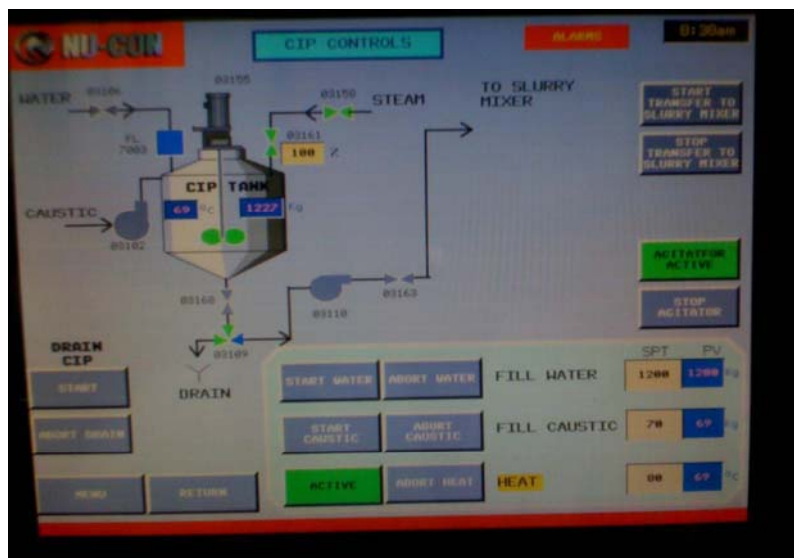 NU-CON
CIP CONTROLS
ALARMS
8:30am
WATER
03106
03155
03158
STEAM
TO SLURRY
MIXER
START
TRANSFER TO
SLURRY MIXER
FL
7003
03161
100 %
STOP
TRANSFER TO
SLURRY MIXER
CIP TANK
69 °C
1227 Kg
CAUSTIC
03102
AGITATFOR
ACTIVE
03160
03110
03163
STOP
AGITATOR
DRAIN
CIP
03109
SPT PV
START
DRAIN
START WATER
ABORT WATER
FILL WATER
1200
1200 Kg
ABORT DRAIN
START
CAUSTIC
ABORT
CAUSTIC
FILL CAUSTIC
70
69 Kg
MENU
RETURN
ACTIVE
ABORT HEAT
HEAT
80
69 °C